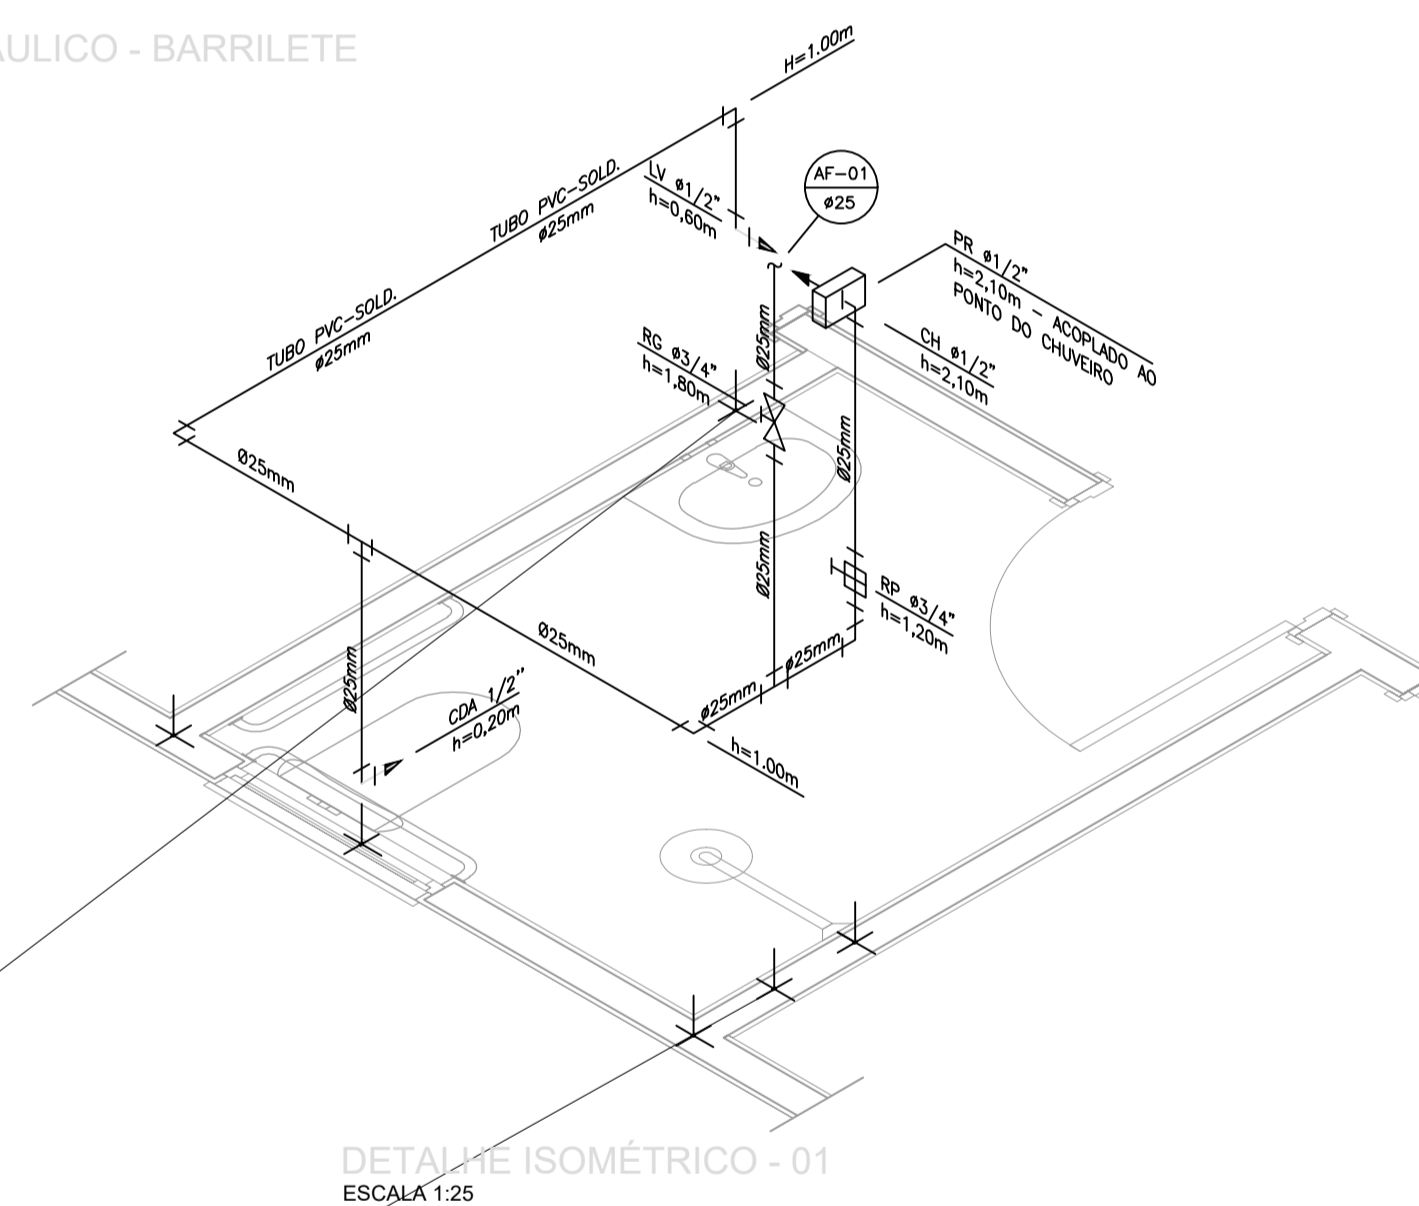 AULICO - BARRILETE
H=1.00m
TUBO PVC-SOLD.
ø25mm
LV ø1/2"
h=0,60m
AF-01
ø25
PR ø1/2"
h=2,10m - ACOPLADO AO
PONTO DO CHUVEIRO
TUBO PVC-SOLD.
ø25mm
RG ø3/4"
h=1,80m
Ø25mm
CH ø1/2"
h=2,10m
Ø25mm
Ø25mm
Ø25mm
RP ø3/4"
h=1,20m
Ø25mm
Ø25mm
ø25mm
ø25mm
CDA 1/2"
h=0,20m
h=1.00m
DETALHE ISOMÉTRICO - 01
ESCALA 1:25